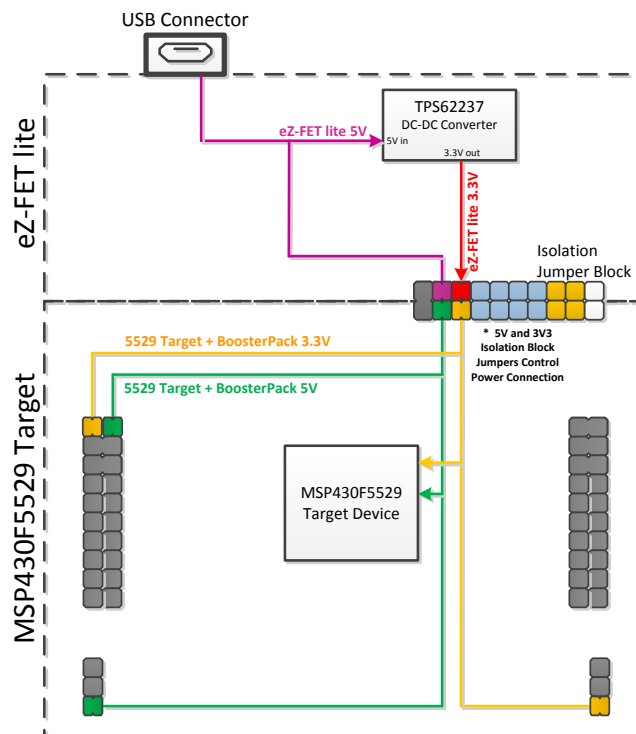 USB Connector
eZ-FET lite
TPS62237
DC-DC Converter
5V in
3.3V out
eZ-FET lite 5V
eZ-FET lite 3.3V
Isolation
Jumper Block
* 5V and 3V3
Isolation Block
Jumpers Control
Power Connection
5529 Target + BoosterPack 3.3V
5529 Target + BoosterPack 5V
MSP430F5529 Target
MSP430F5529
Target Device